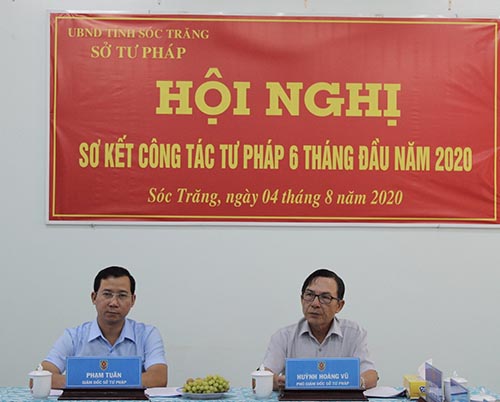 UBND TỈNH SÓC TRĂNG
SỞ TƯ PHÁP
HỘI NGHỊ
SƠ KẾT CÔNG TÁC TƯ PHÁP 6 THÁNG ĐẦU NĂM 2020
Sóc Trăng, ngày 04 tháng 8 năm 2020
PHẠM TUÂN
GIÁM ĐỐC SỞ TƯ PHÁP
HUỲNH HOÀNG VŨ
PHÓ GIÁM ĐỐC SỞ TƯ PHÁP